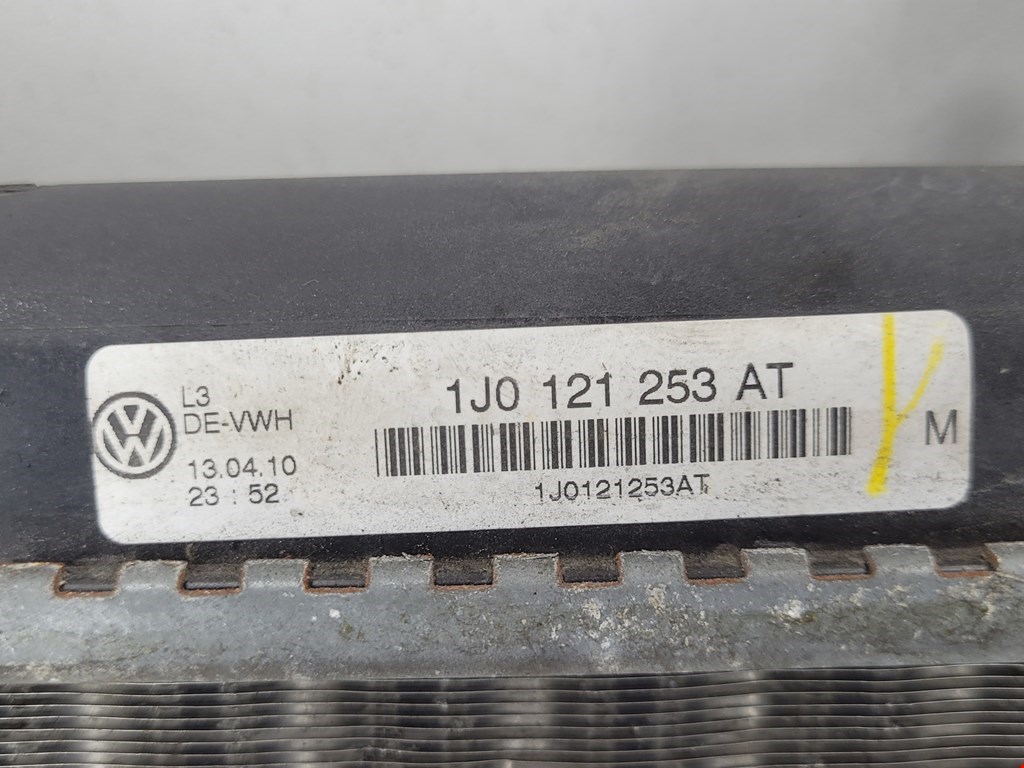 L3
DE-VWH
13.04.10
23 : 52
1J0 121 253 AT
1J0121253AT
M